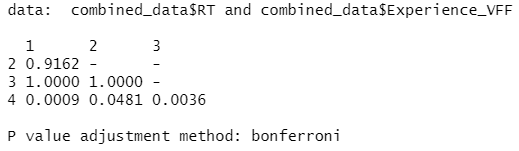 data:  combined_data$RT and combined_data$Experience_VFF
1 2 3
2 0.9162 - -
3 1.0000 1.0000 -
4 0.0009 0.0481 0.0036
P value adjustment method: bonferroni